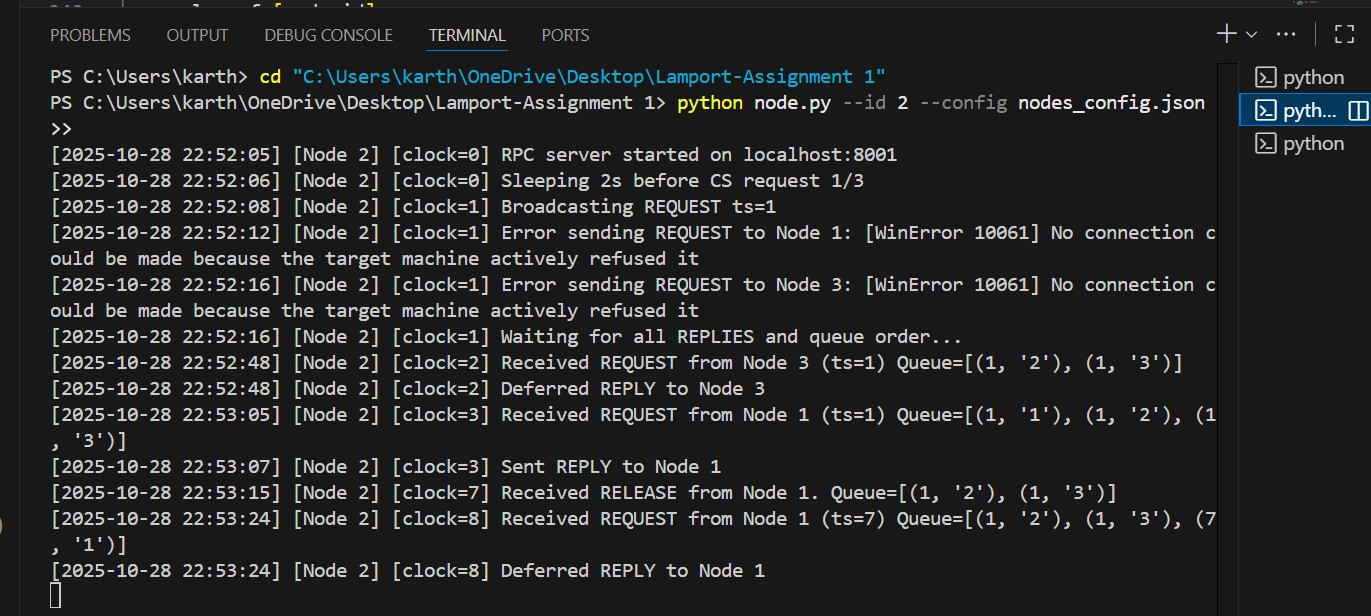 PROBLEMS OUTPUT DEBUG CONSOLE TERMINAL PORTS
PS C:\Users\karth> cd "C:\Users\karth\OneDrive\Desktop\Lamport-Assignment 1"
PS C:\Users\karth\OneDrive\Desktop\Lamport-Assignment 1> python node.py --id 2 --config nodes_config.json
>>
[2025-10-28 22:52:05] [Node 2] [clock=0] RPC server started on localhost:8001
[2025-10-28 22:52:06] [Node 2] [clock=0] Sleeping 2s before CS request 1/3
[2025-10-28 22:52:08] [Node 2] [clock=1] Broadcasting REQUEST ts=1
[2025-10-28 22:52:12] [Node 2] [clock=1] Error sending REQUEST to Node 1: [WinError 10061] No connection c
ould be made because the target machine actively refused it
[2025-10-28 22:52:16] [Node 2] [clock=1] Error sending REQUEST to Node 3: [WinError 10061] No connection c
ould be made because the target machine actively refused it
[2025-10-28 22:52:16] [Node 2] [clock=1] Waiting for all REPLIES and queue order...
[2025-10-28 22:52:48] [Node 2] [clock=2] Received REQUEST from Node 3 (ts=1) Queue=[(1, '2'), (1, '3')]
[2025-10-28 22:52:48] [Node 2] [clock=2] Deferred REPLY to Node 3
[2025-10-28 22:53:05] [Node 2] [clock=3] Received REQUEST from Node 1 (ts=1) Queue=[(1, '1'), (1, '2'), (1
, '3')]
[2025-10-28 22:53:07] [Node 2] [clock=3] Sent REPLY to Node 1
[2025-10-28 22:53:15] [Node 2] [clock=7] Received RELEASE from Node 1. Queue=[(1, '2'), (1, '3')]
[2025-10-28 22:53:24] [Node 2] [clock=8] Received REQUEST from Node 1 (ts=7) Queue=[(1, '2'), (1, '3'), (7
, '1')]
[2025-10-28 22:53:24] [Node 2] [clock=8] Deferred REPLY to Node 1
python
pyth...
python